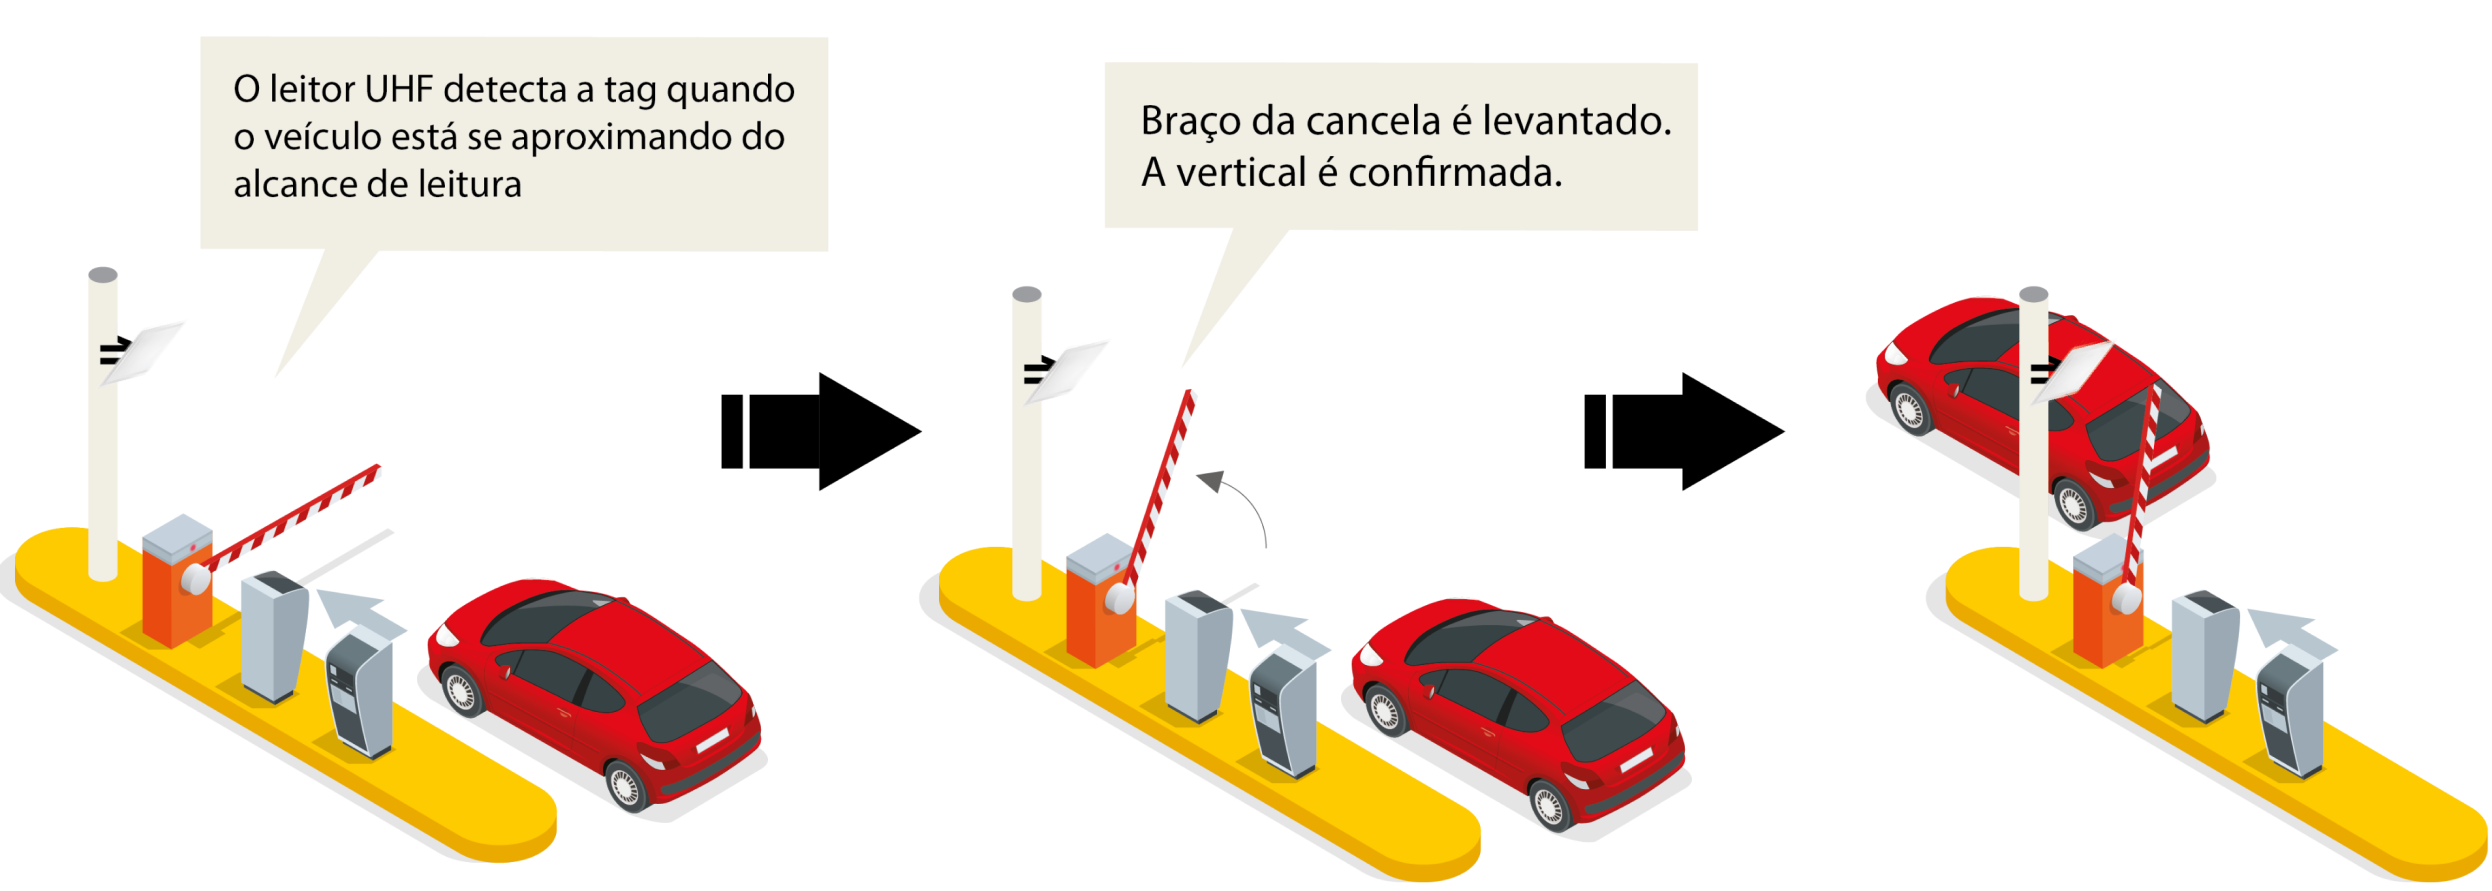 O leitor UHF detecta a tag quando
o veículo está se aproximando do
alcance de leitura
Braço da cancela é levantado.
A vertical é confirmada.